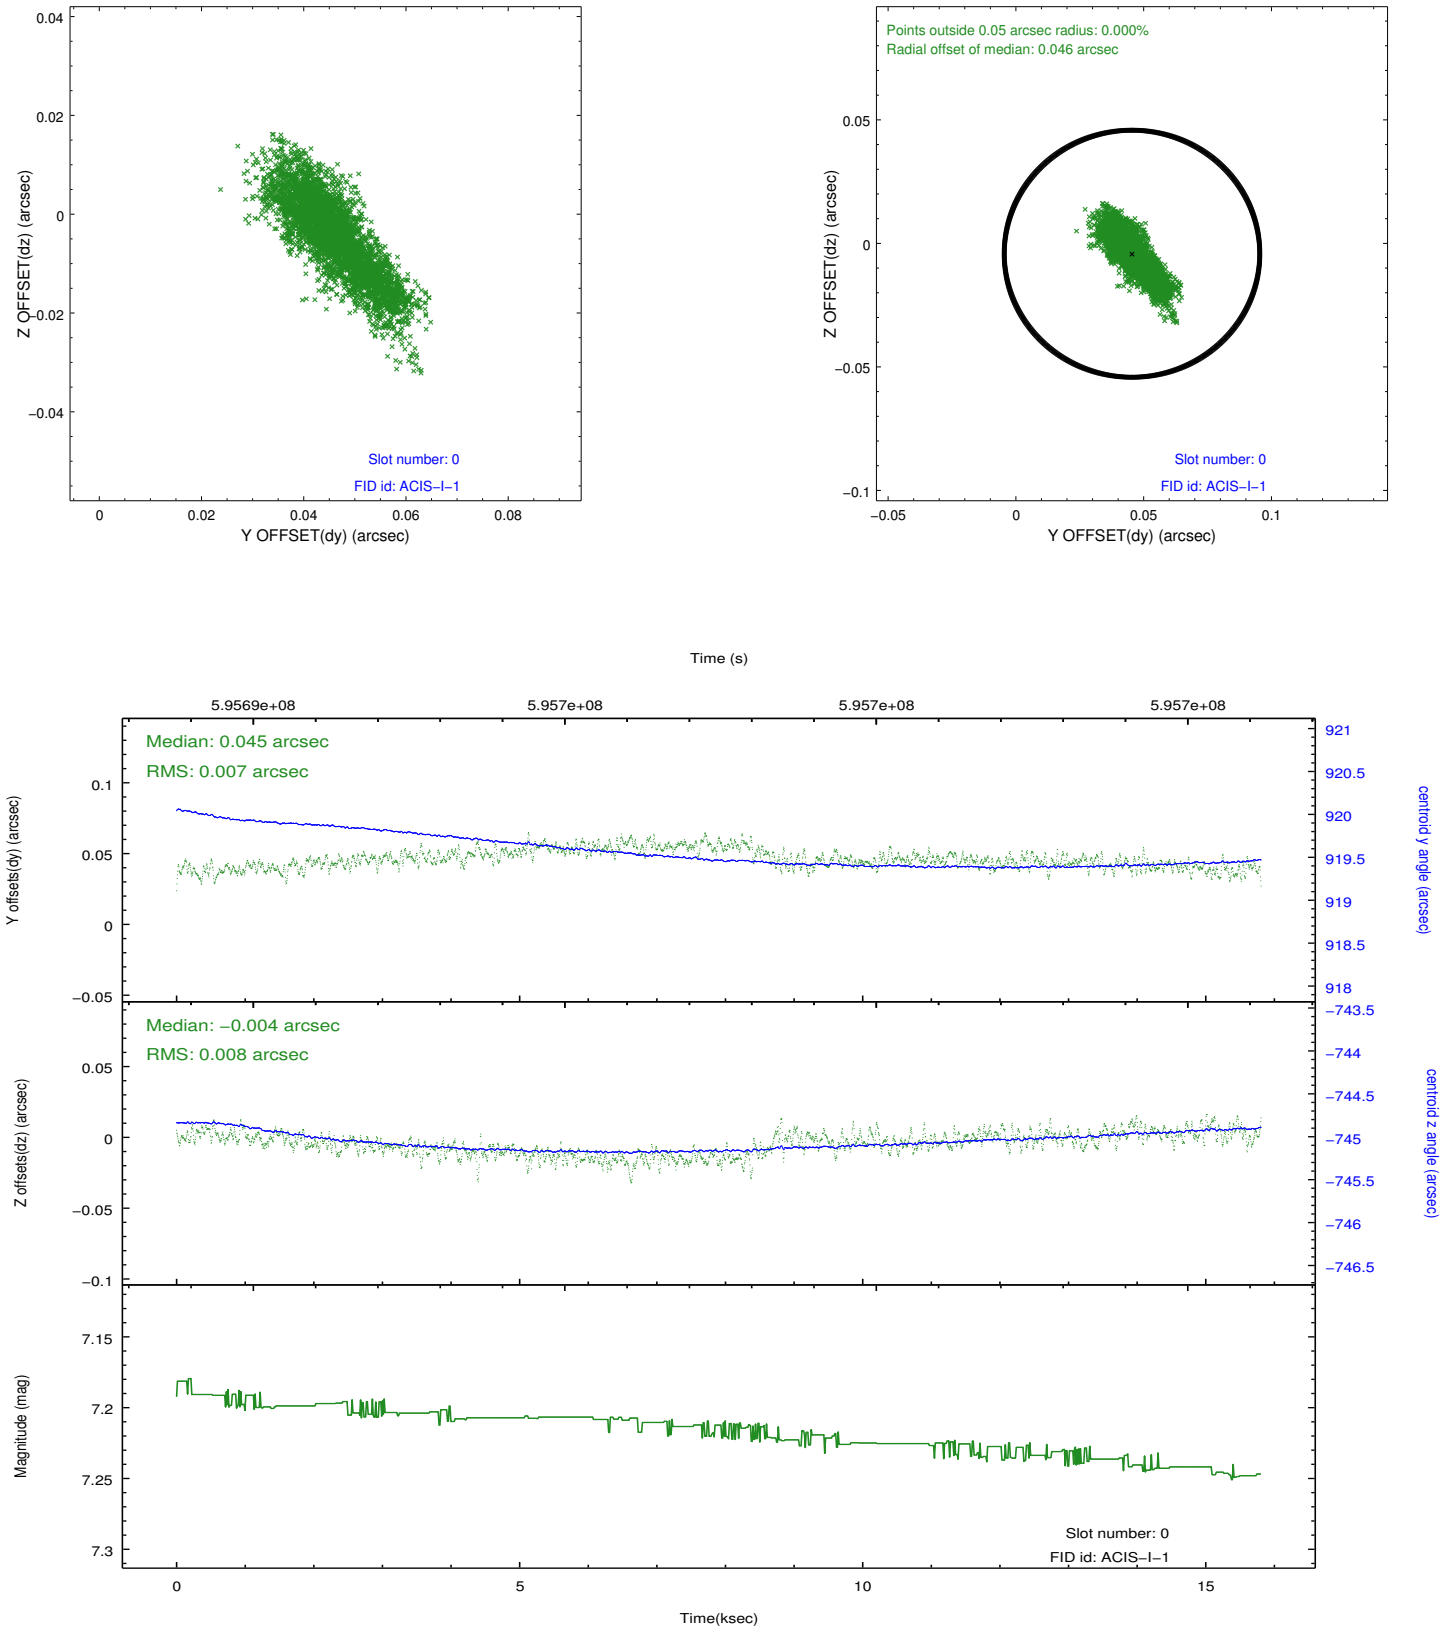 0.04
0.02
0
−0.02
−0.04
Z OFFSET(dz) (arcsec)
Slot number: 0
FID id: ACIS−I−1
0 0.02 0.04 0.06 0.08
Y OFFSET(dy) (arcsec)
Points outside 0.05 arcsec radius: 0.000%
Radial offset of median: 0.046 arcsec
0.05
0
−0.05
−0.1
Z OFFSET(dz) (arcsec)
Slot number: 0
FID id: ACIS−I−1
−0.05 0 0.05 0.1
Y OFFSET(dy) (arcsec)
Time (s)
5.9569e+08 5.957e+08 5.957e+08 5.957e+08
Median: 0.045 arcsec
RMS: 0.007 arcsec
0.1
0.05
0
−0.05
Y offsets(dy) (arcsec)
921
920.5
920
919.5
919
918.5
918
centroid y angle (arcsec)
Median: −0.004 arcsec
RMS: 0.008 arcsec
0.05
0
−0.05
−0.1
Z offsets(dz) (arcsec)
−743.5
−744
−744.5
−745
−745.5
−746
−746.5
centroid z angle (arcsec)
7.15
7.2
7.25
7.3
Magnitude (mag)
Slot number: 0
FID id: ACIS−I−1
0 5 10 15
Time(ksec)